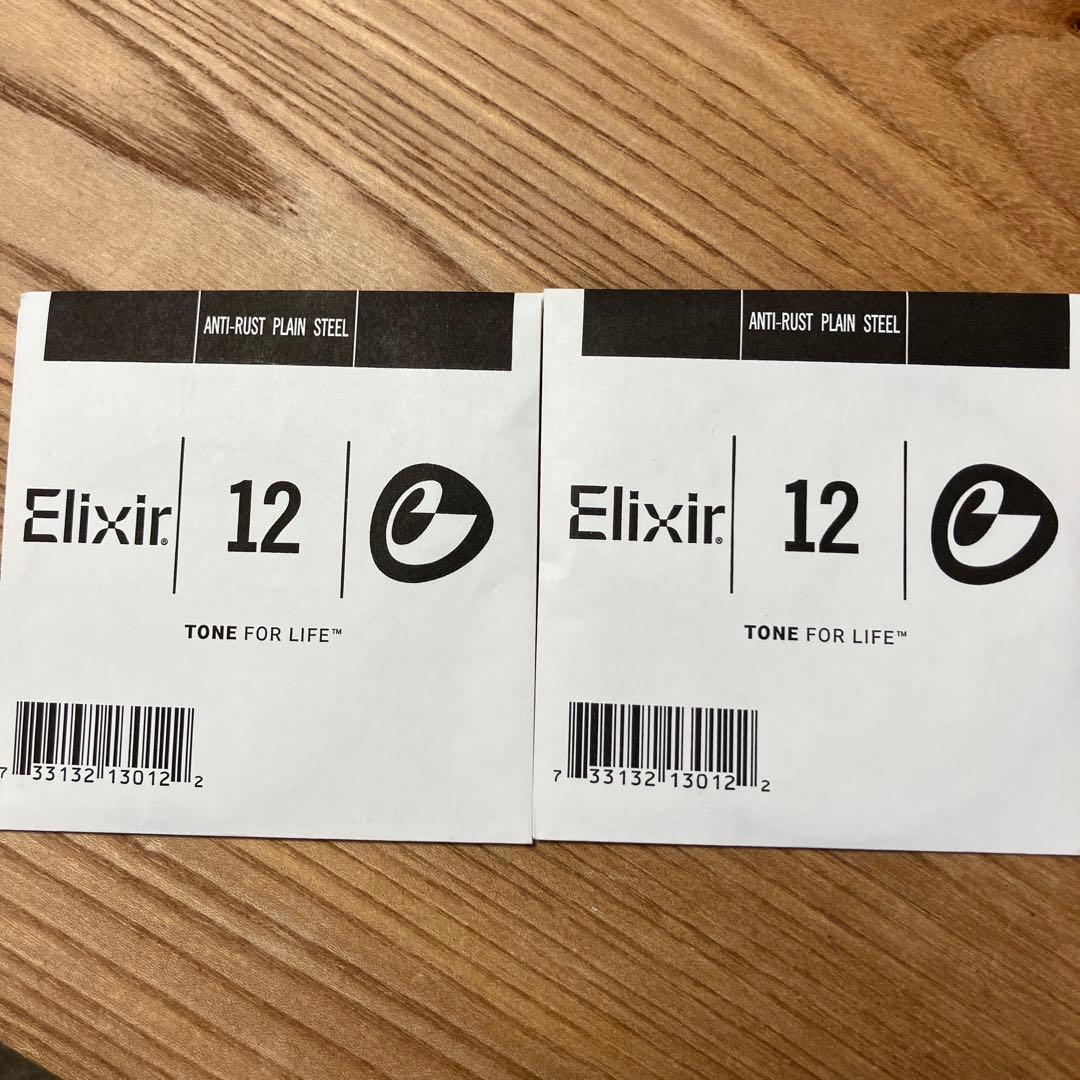 ANTI-RUST PLAIN STEEL
Elixir® 12
TONE FOR LIFE™
7 33132 13012 2
ANTI-RUST PLAIN STEEL
Elixir® 12
TONE FOR LIFE™
7 33132 13012 2